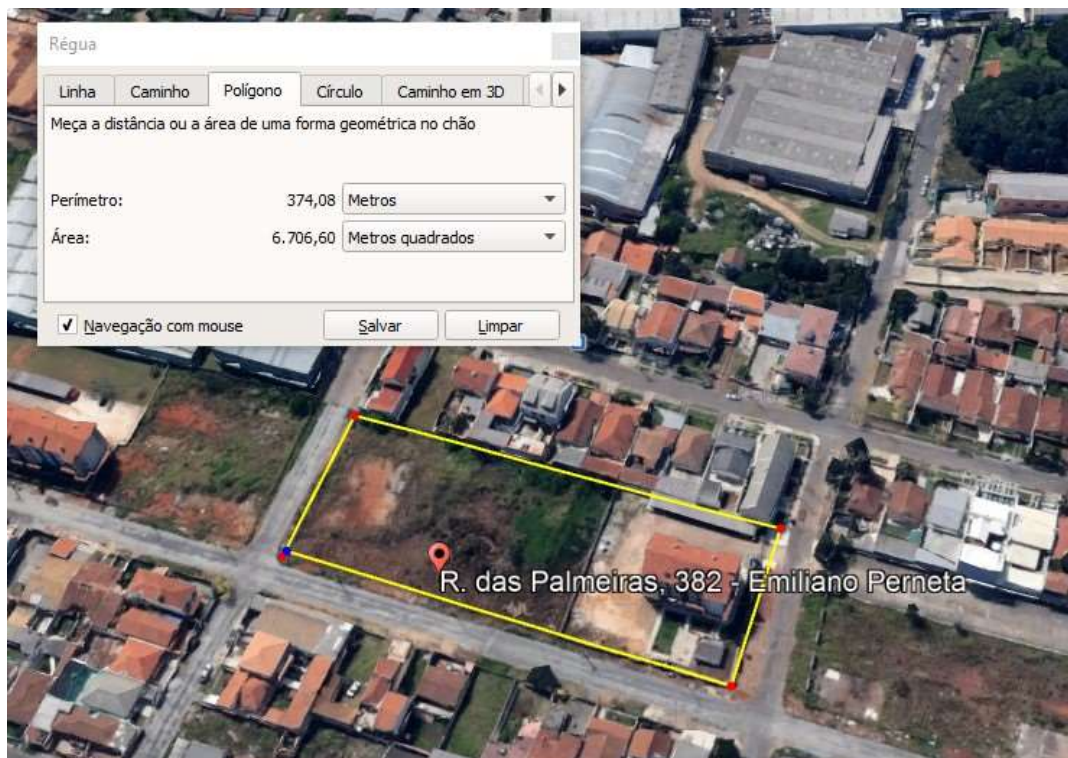 Régua
Linha Caminho Polígono Círculo Caminho em 3D
Meça a distância ou a área de uma forma geométrica no chão
Perímetro: 374,08 Metros
Área: 6.706,60 Metros quadrados
Navegação com mouse Salvar Limpar
R. das Palmeiras, 382 - Emiliano Perneta